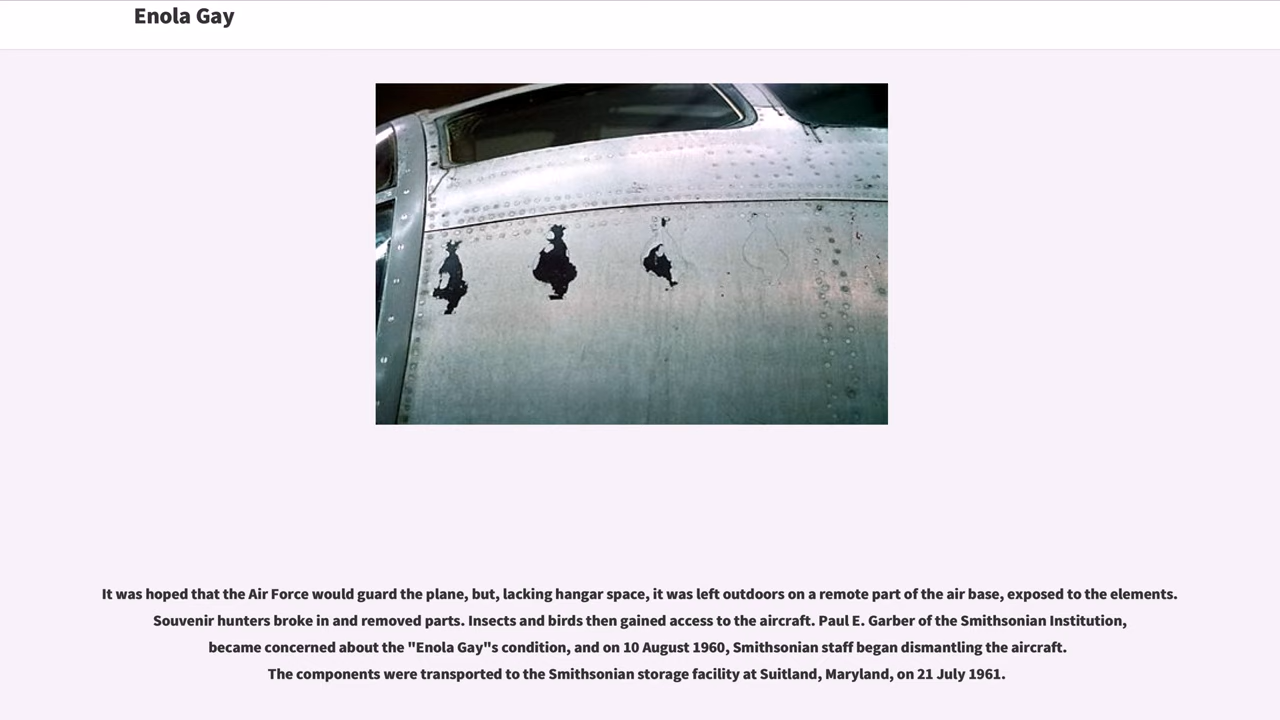 Enola Gay
It was hoped that the Air Force would guard the plane, but, lacking hangar space, it was left outdoors on a remote part of the air base, exposed to the elements.
Souvenir hunters broke in and removed parts. Insects and birds then gained access to the aircraft. Paul E. Garber of the Smithsonian Institution,
became concerned about the "Enola Gay"s condition, and on 10 August 1960, Smithsonian staff began dismantling the aircraft.
The components were transported to the Smithsonian storage facility at Suitland, Maryland, on 21 July 1961.